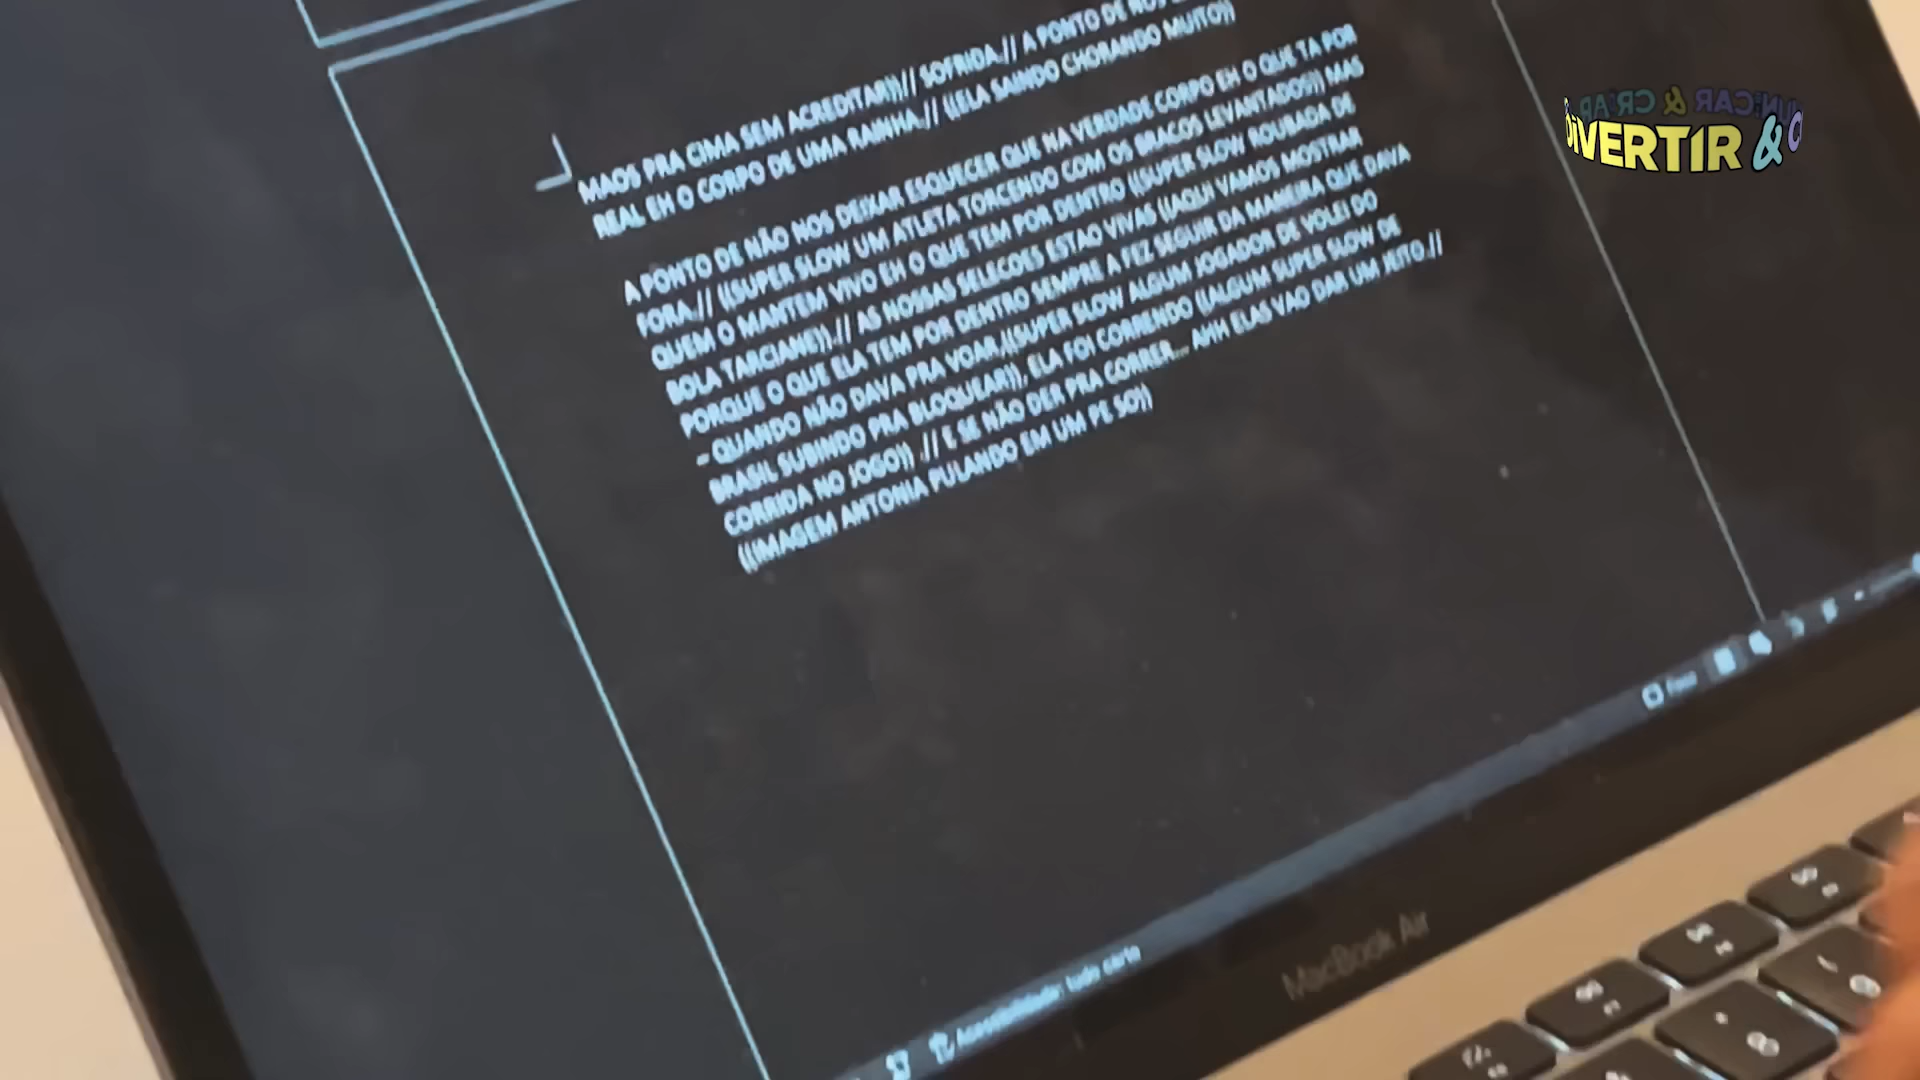 MAOS PRA CIMA SEM ACREDITAR))// SOFRIDA.// A PONTO DE NOS
REAL EH O CORPO DE UMA RAINHA.// ((ELA SAINDO CHORANDO MUITO))
A PONTO DE NÃO NOS DEIXAR ESQUECER QUE NA VERDADE CORPO EH O QUE TA POR
FORA.// ((SUPER SLOW UM ATLETA TORCENDO COM OS BRACOS LEVANTADOS)) MAS
QUEM O MANTEM VIVO EH O QUE TEM POR DENTRO ((SUPER SLOW ROUBADA DE
BOLA TARCIANE)).// AS NOSSAS SELECOES ESTAO VIVAS ((AQUI VAMOS MOSTRAR
PORQUE O QUE ELA TEM POR DENTRO SEMPRE A FEZ SEGUIR DA MANEIRA QUE DAVA
– QUANDO NÃO DAVA PRA VOAR,((SUPER SLOW ALGUM JOGADOR DE VOLEI DO
BRASIL SUBINDO PRA BLOQUEAR)), ELA FOI CORRENDO ((ALGUM SUPER SLOW DE
CORRIDA NO JOGO)) .// E SE NÃO DER PRA CORRER... AHH ELAS VAO DAR UM JEITO.//
(((IMAGEM ANTONIA PULANDO EM UM PE SO))
DIVERTIR & C
Acessibilidade: tudo certo
MacBook Air